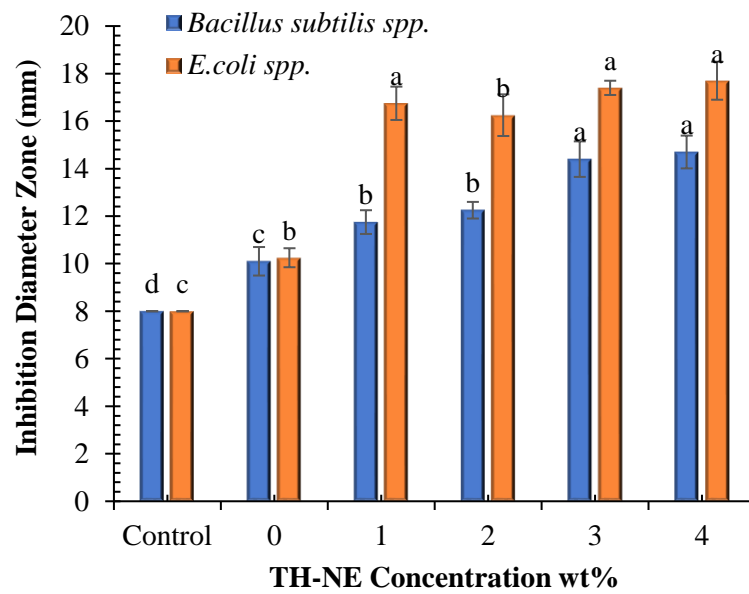 Bacillus subtilis spp.
E.coli spp.
Inhibition Diameter Zone (mm)
20
18
16
14
12
10
8
6
4
2
0
d c
c b
b a
b b
a a
a a
Control 0 1 2 3 4
TH-NE Concentration wt%